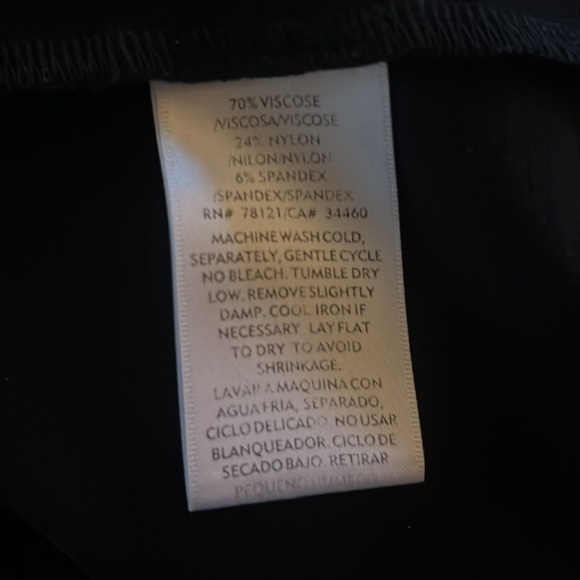 70% VISCOSE
/VISCOSA/VISCOSE
24% NYLON
/NILON/NYLON
6% SPANDEX
/SPANDEX/SPANDEX
RN# 78121/CA# 34460
MACHINE WASH COLD,
SEPARATELY, GENTLE CYCLE
NO BLEACH. TUMBLE DRY
LOW. REMOVE SLIGHTLY
DAMP. COOL IRON IF
NECESSARY LAY FLAT
TO DRY TO AVOID
SHRINKAGE.
LAVAR A MAQUINA CON
AGUA FRIA, SEPARADO,
CICLO DELICADO. NO USAR
BLANQUEADOR. CICLO DE
SECADO BAJO. RETIRAR
PEQUENO HUMEDO